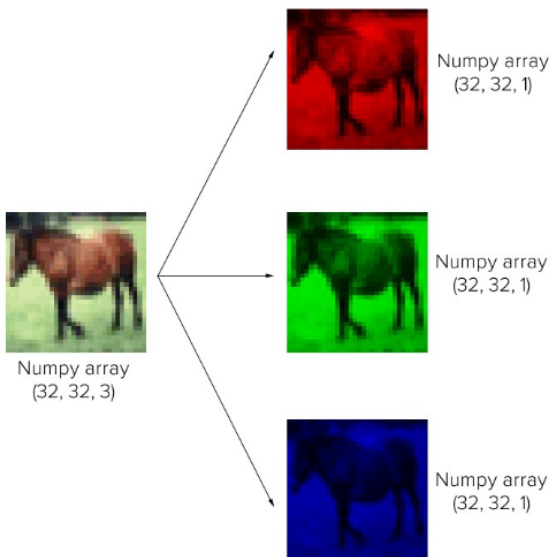 Numpy array
(32, 32, 1)
Numpy array
(32, 32, 3)
Numpy array
(32, 32, 1)
Numpy array
(32, 32, 1)